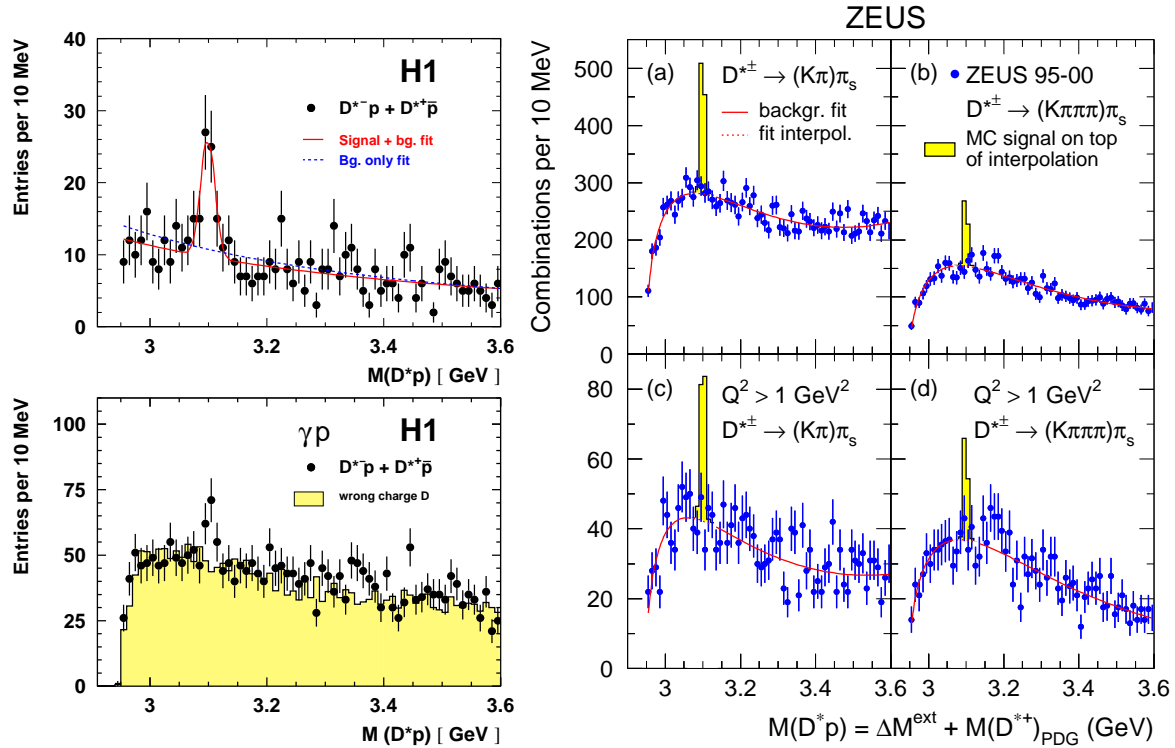 H1
D*⁻p + D*⁺p̄
Signal + bg. fit
Bg. only fit
Entries per 10 MeV
40
30
20
10
0
3 3.2 3.4 3.6
M(D*p) [ GeV ]
γp H1
D*⁻p + D*⁺p̄
wrong charge D
Entries per 10 MeV
100
75
50
25
0
3 3.2 3.4 3.6
M (D*p) [ GeV ]
ZEUS
Combinations per 10 MeV
500
400
300
200
100
0
(a) D*± → (Kπ)πs
backgr. fit
fit interpol.
(b) ZEUS 95-00
D*± → (Kπππ)πs
MC signal on top
of interpolation
80
60
40
20
0
(c) Q² > 1 GeV²
D*± → (Kπ)πs
Q² > 1 GeV² (d)
D*± → (Kπππ)πs
3 3.2 3.4 3.6
3 3.2 3.4 3.6
M(D*p) = ΔMᵉˣᵗ + M(D*⁺)PDG (GeV)